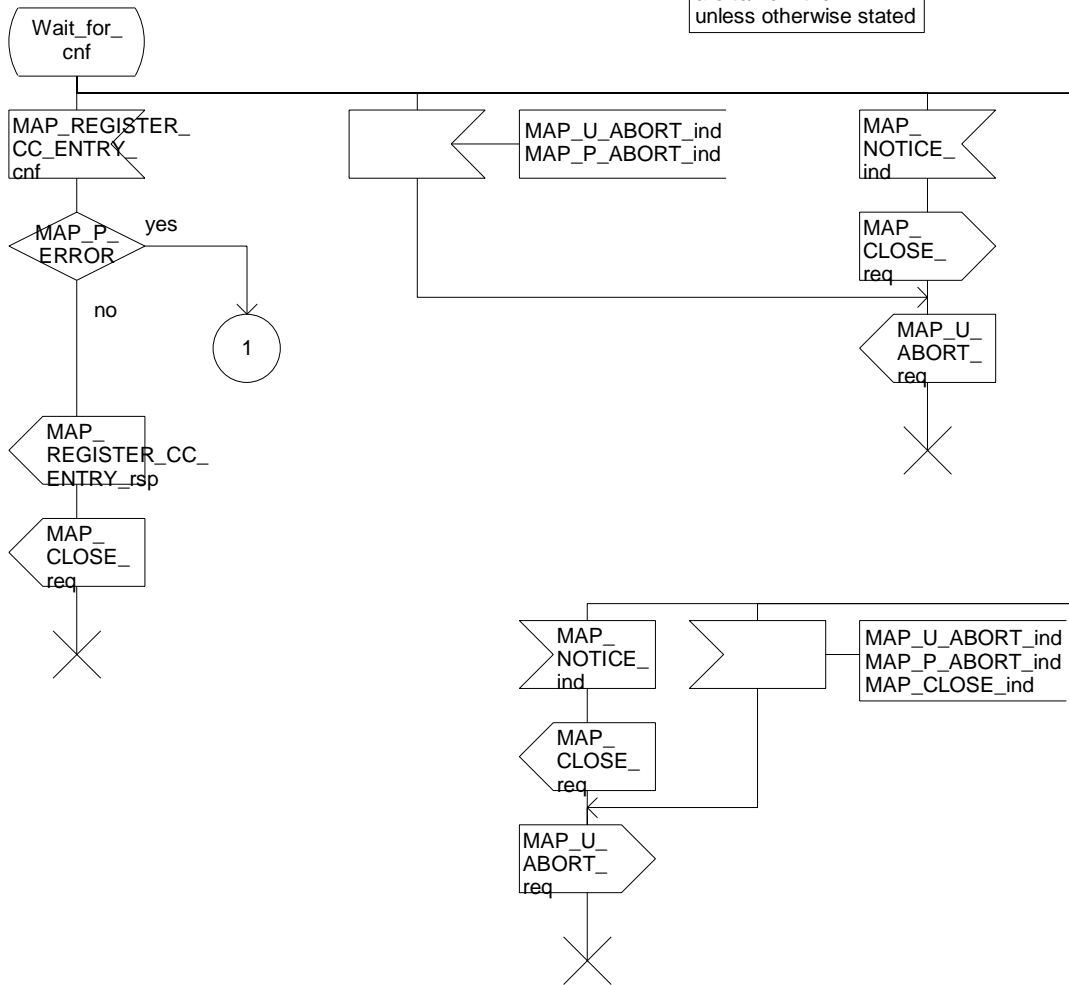 unless otherwise stated
Wait_for_
cnf
MAP_REGISTER_
CC_ENTRY_
cnf
MAP_U_ABORT_ind
MAP_P_ABORT_ind
MAP_
NOTICE_
ind
MAP_P_
ERROR
yes
no
MAP_
CLOSE_
req
1
MAP_U_
ABORT_
req
MAP_
REGISTER_CC_
ENTRY_rsp
MAP_
CLOSE_
req
MAP_
NOTICE_
ind
MAP_U_ABORT_ind
MAP_P_ABORT_ind
MAP_CLOSE_ind
MAP_
CLOSE_
req
MAP_U_
ABORT_
req